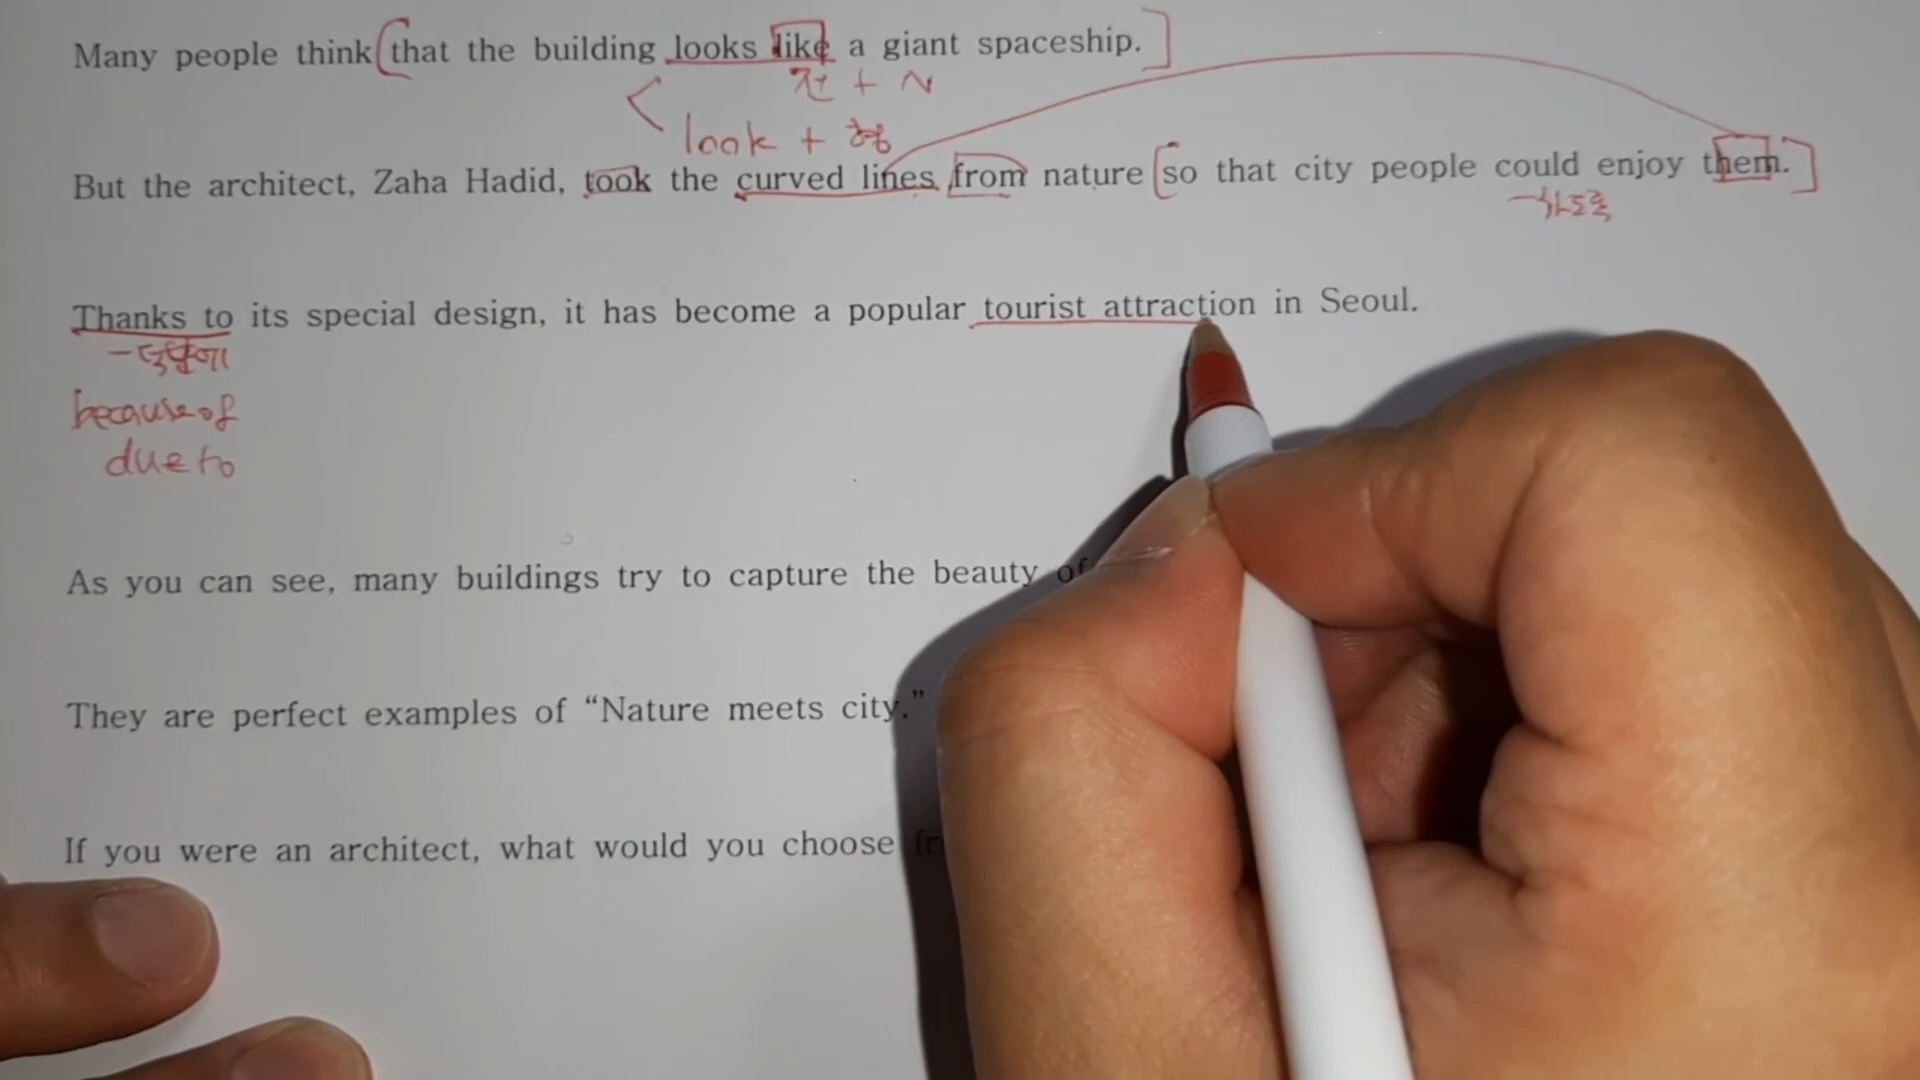 Many people think that the building looks like a giant spaceship.
전 + N
look + 형
But the architect, Zaha Hadid, took the curved lines from nature so that city people could enjoy them.
-하도록
Thanks to its special design, it has become a popular tourist attraction in Seoul.
-덕분에
because of
due to
As you can see, many buildings try to capture the beauty of
They are perfect examples of “Nature meets city.”
If you were an architect, what would you choose